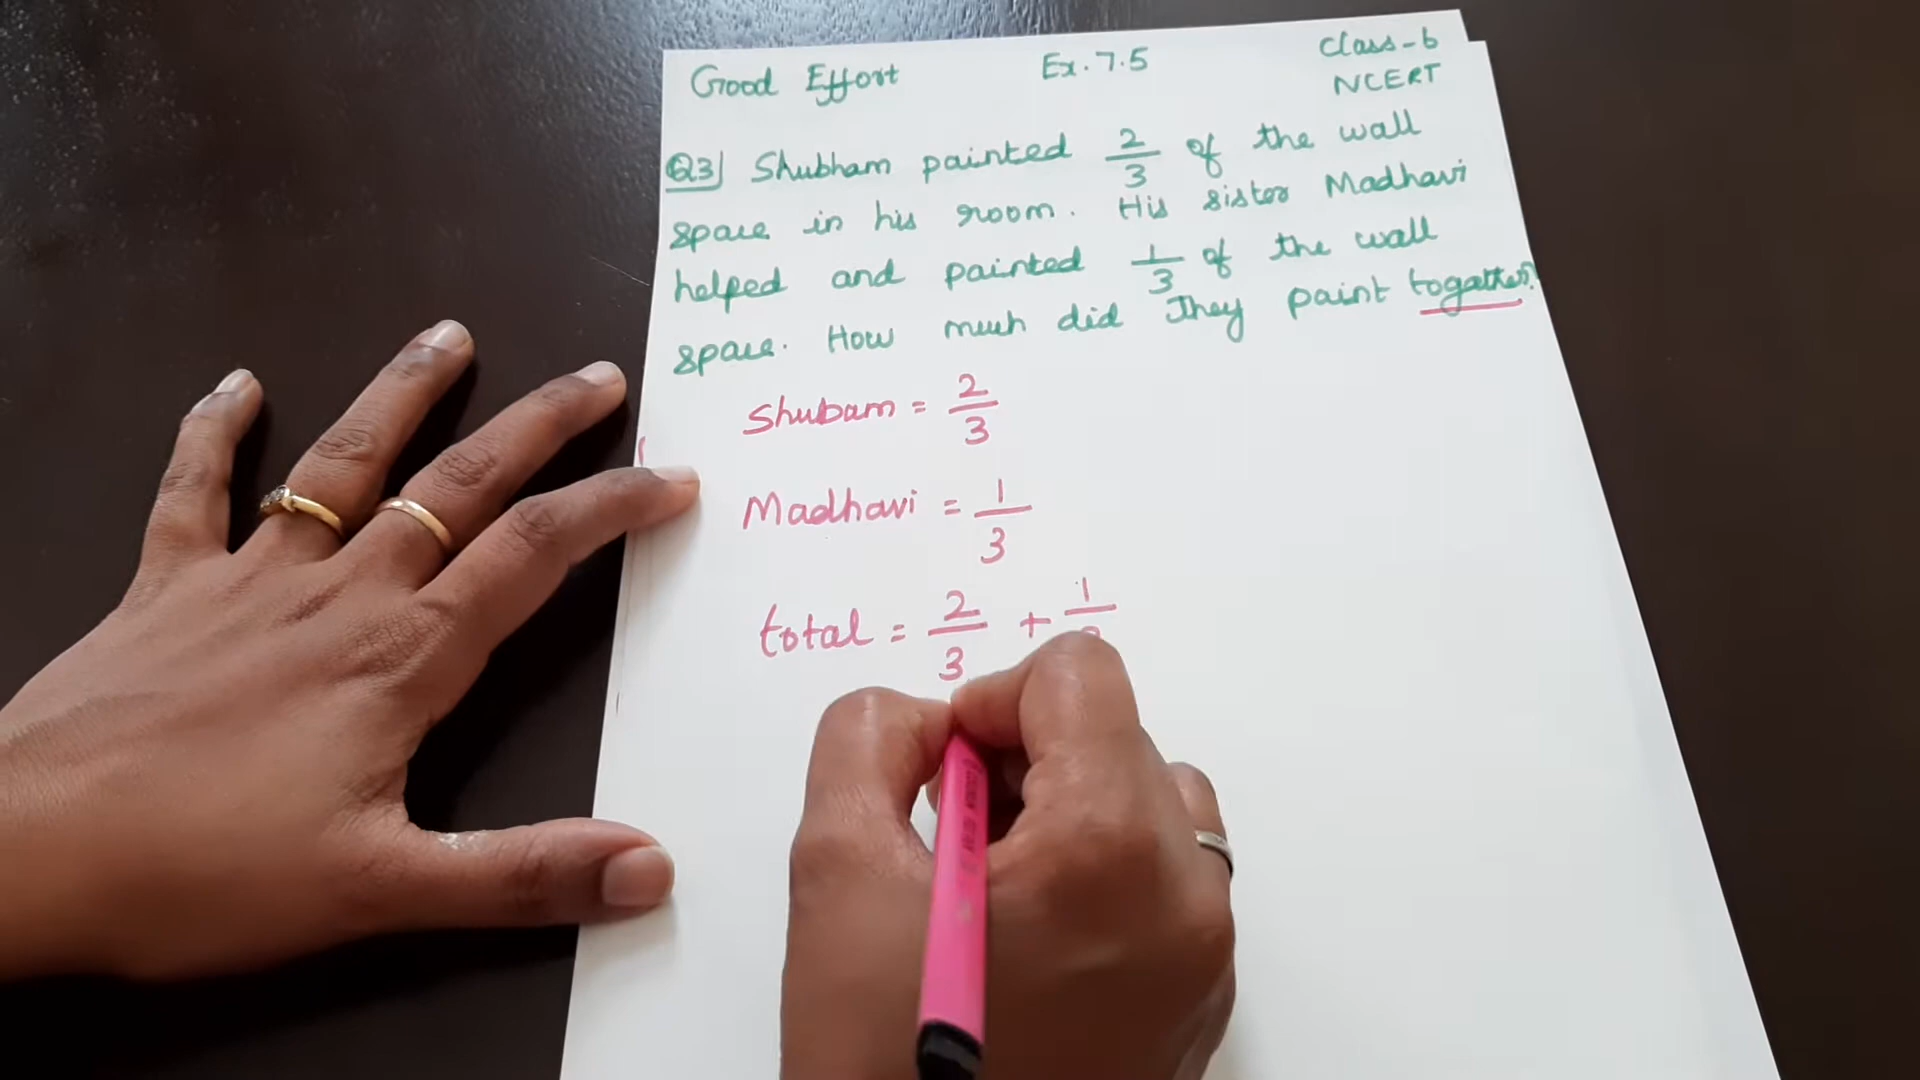 Good Effort Ex. 7.5 Class-6
NCERT
Q3] Shubham painted 2/3 of the wall
space in his room. His sister Madhavi
helped and painted 1/3 of the wall
space. How much did They paint together?
Shubam = 2/3
Madhavi = 1/3
total = 2/3 + 1/